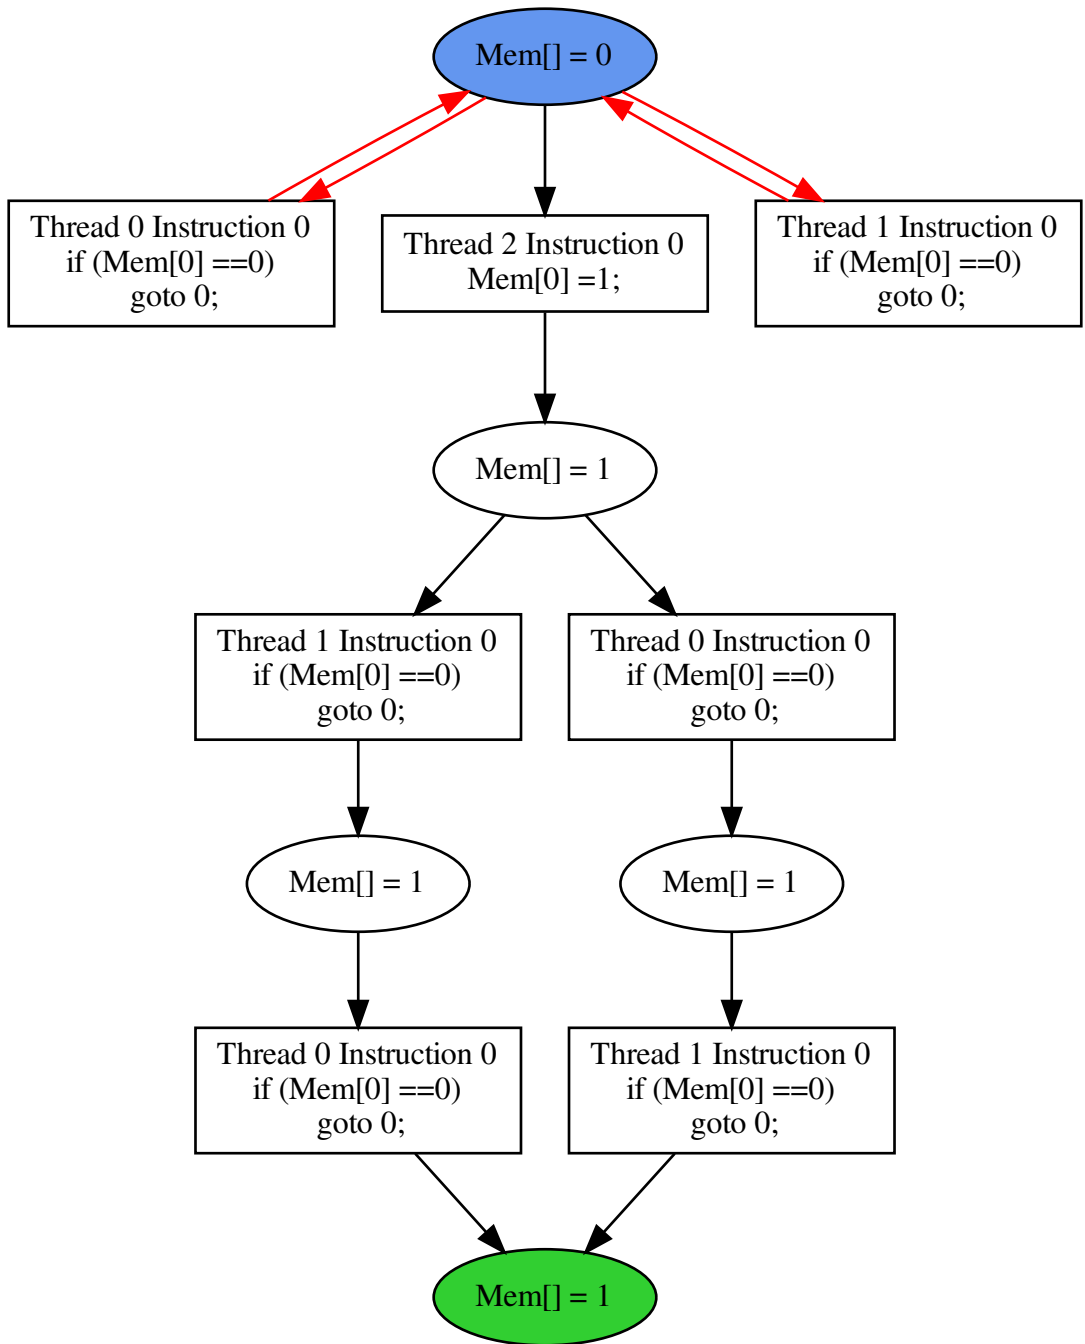 Mem[] = 0
Thread 0 Instruction 0
if (Mem[0] ==0)
goto 0;
Thread 2 Instruction 0
Mem[0] =1;
Thread 1 Instruction 0
if (Mem[0] ==0)
goto 0;
Mem[] = 1
Thread 1 Instruction 0
if (Mem[0] ==0)
goto 0;
Thread 0 Instruction 0
if (Mem[0] ==0)
goto 0;
Mem[] = 1
Mem[] = 1
Thread 0 Instruction 0
if (Mem[0] ==0)
goto 0;
Thread 1 Instruction 0
if (Mem[0] ==0)
goto 0;
Mem[] = 1